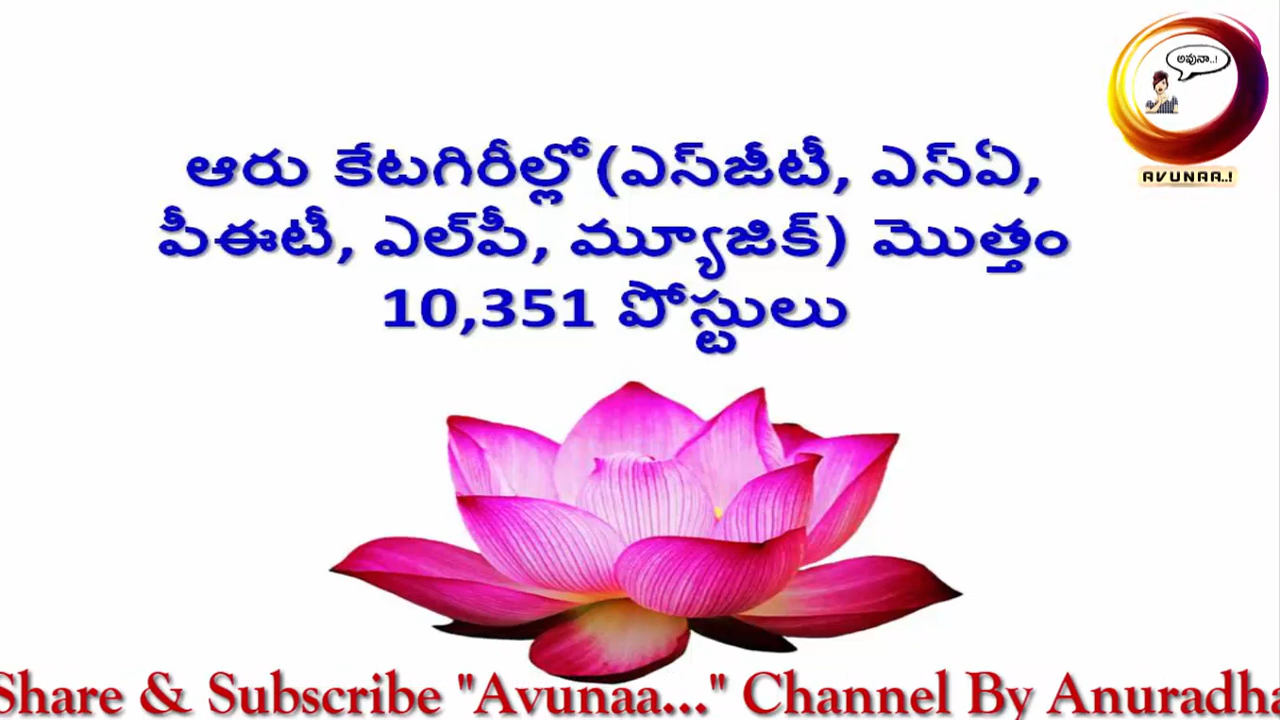 అవునా..!
AVUNAA..!
ఆరు కేటగిరీల్లో(ఎస్‌జీటీ, ఎస్ఏ,
పీఈటీ, ఎల్‌పీ, మ్యూజిక్) మొత్తం
10,351 పోస్టులు
Share & Subscribe "Avunaa..." Channel By Anuradha